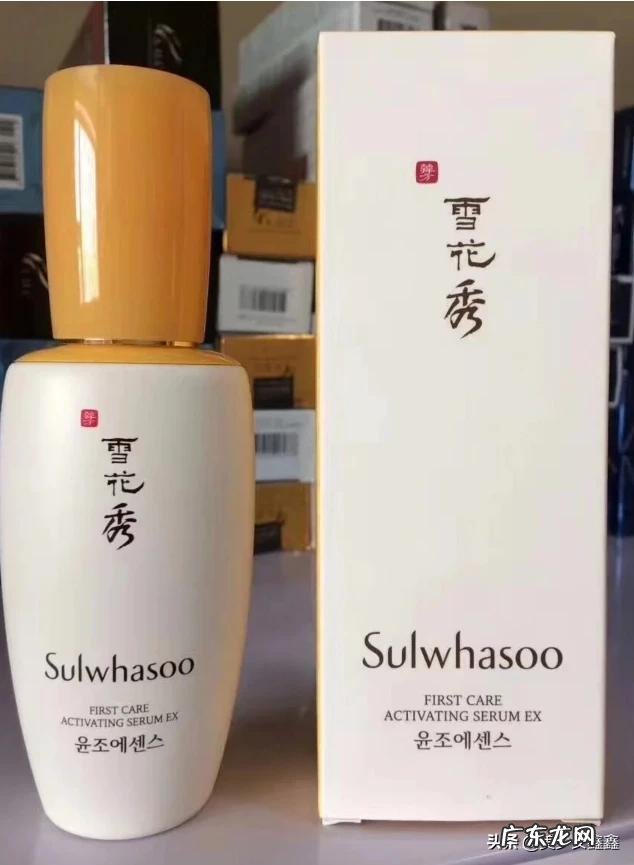 雪
花
秀
Sulwhasoo
FIRST CARE
ACTIVATING SERUM EX
윤조에센스
雪
花
秀
Sulwhasoo
FIRST CARE
ACTIVATING SERUM EX
윤조에센스
广东龙网